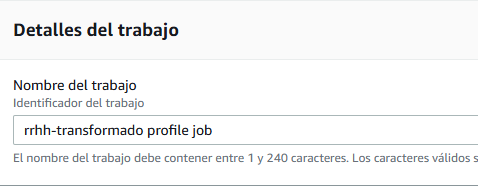 Detalles del trabajo
Nombre del trabajo
Identificador del trabajo
rrhh-transformado profile job
El nombre del trabajo debe contener entre 1 y 240 caracteres. Los caracteres válidos s